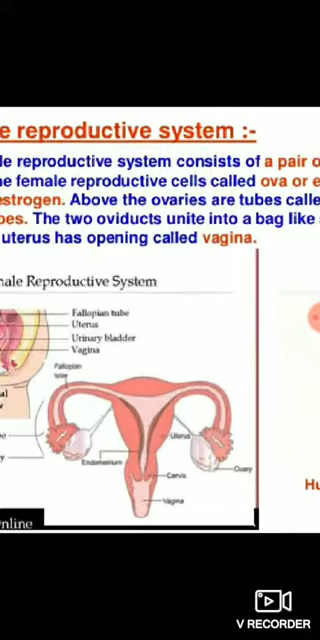 e reproductive system :-
le reproductive system consists of a pair o
he female reproductive cells called ova or e
estrogen. Above the ovaries are tubes calle
bes. The two oviducts unite into a bag like
uterus has opening called vagina.
nale Reproductive System
Fallopian tube
Uterus
Urinary bladder
Vagina
Fallopian
tube
al
Uterus
Endometrium
Ovary
Cervix
Vagina
Hu
nline
V RECORDER